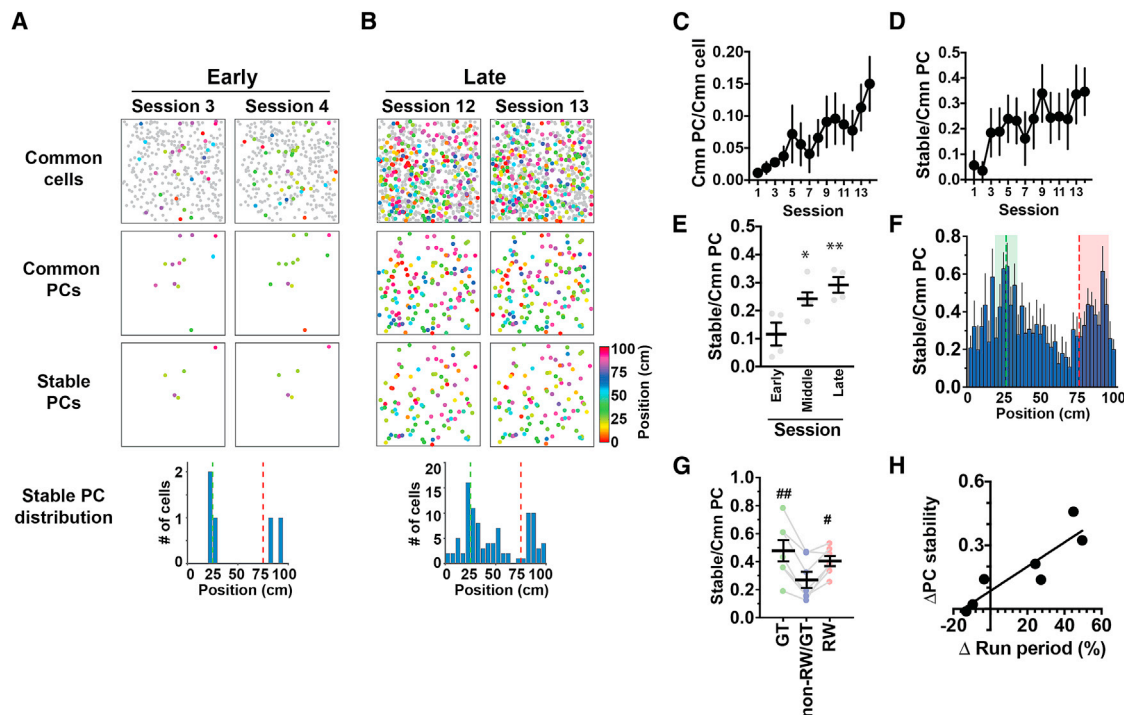 A
Early
Session 3 Session 4
Common cells
Common PCs
Stable PCs
Stable PC distribution
# of cells
2
1
0
0 25 50 75 100
Position (cm)
B
Late
Session 12 Session 13
100
75
50
25
0
Position (cm)
# of cells
20
15
10
5
0
0 25 50 75 100
Position (cm)
C
Cmn PC/Cmn cell
0.20
0.15
0.10
0.05
0.00
1 3 5 7 9 11 13
Session
D
Stable/Cmn PC
0.5
0.4
0.3
0.2
0.1
0.0
1 3 5 7 9 11 13
Session
E
Stable/Cmn PC
0.5
0.4
0.3
0.2
0.1
0.0
* **
Early Middle Late
Session
F
Stable/Cmn PC
0.8
0.6
0.4
0.2
0.0
0 25 50 75 100
Position (cm)
G
Stable/Cmn PC
1.0
0.8
0.6
0.4
0.2
0.0
## #
GT non-RW/GT RW
H
ΔPC stability
0.6
0.3
-20 20 40 60
Δ Run period (%)